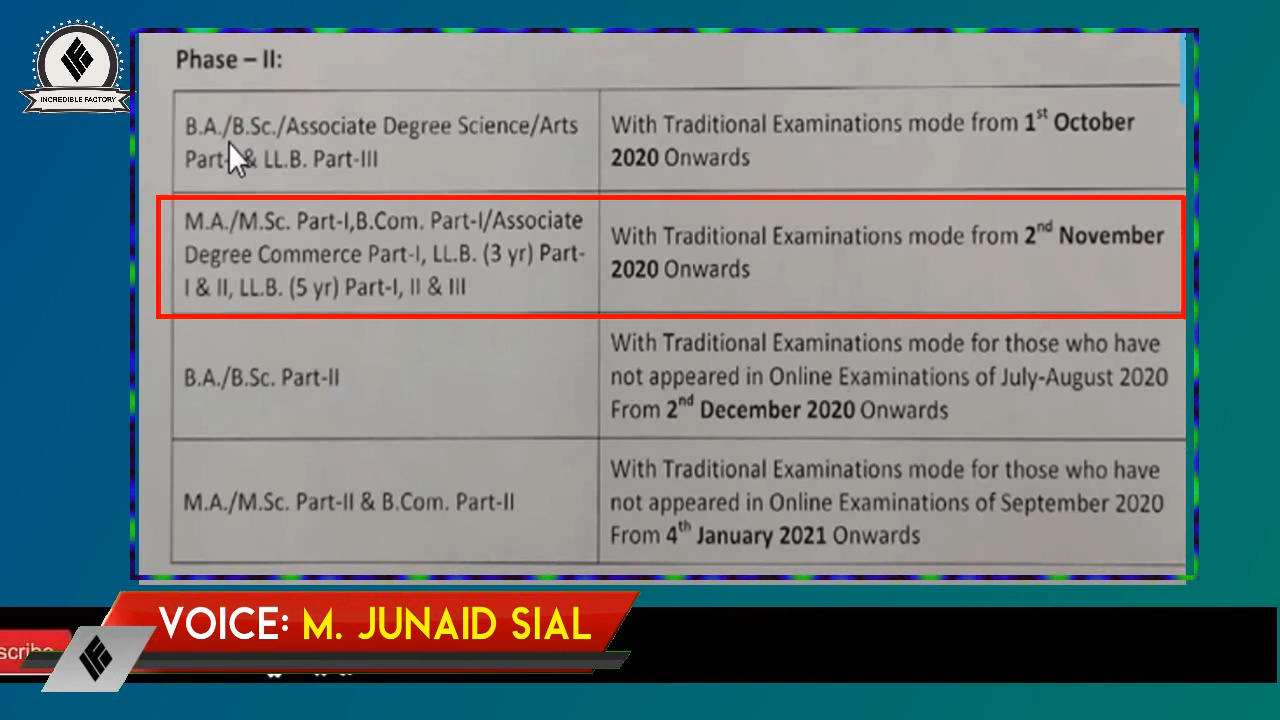 INCREDIBLE FACTORY
Phase – II:
B.A./B.Sc./Associate Degree Science/Arts
& LL.B. Part-III
With Traditional Examinations mode from 1st October
2020 Onwards
M.A./M.Sc. Part-I,B.Com. Part-I/Associate
Degree Commerce Part-I, LL.B. (3 yr) Part-
I & II, LL.B. (5 yr) Part-I, II & III
With Traditional Examinations mode from 2nd November
2020 Onwards
B.A./B.Sc. Part-II
With Traditional Examinations mode for those who have
not appeared in Online Examinations of July-August 2020
From 2nd December 2020 Onwards
M.A./M.Sc. Part-II & B.Com. Part-II
With Traditional Examinations mode for those who have
not appeared in Online Examinations of September 2020
From 4th January 2021 Onwards
VOICE: M. JUNAID SIAL